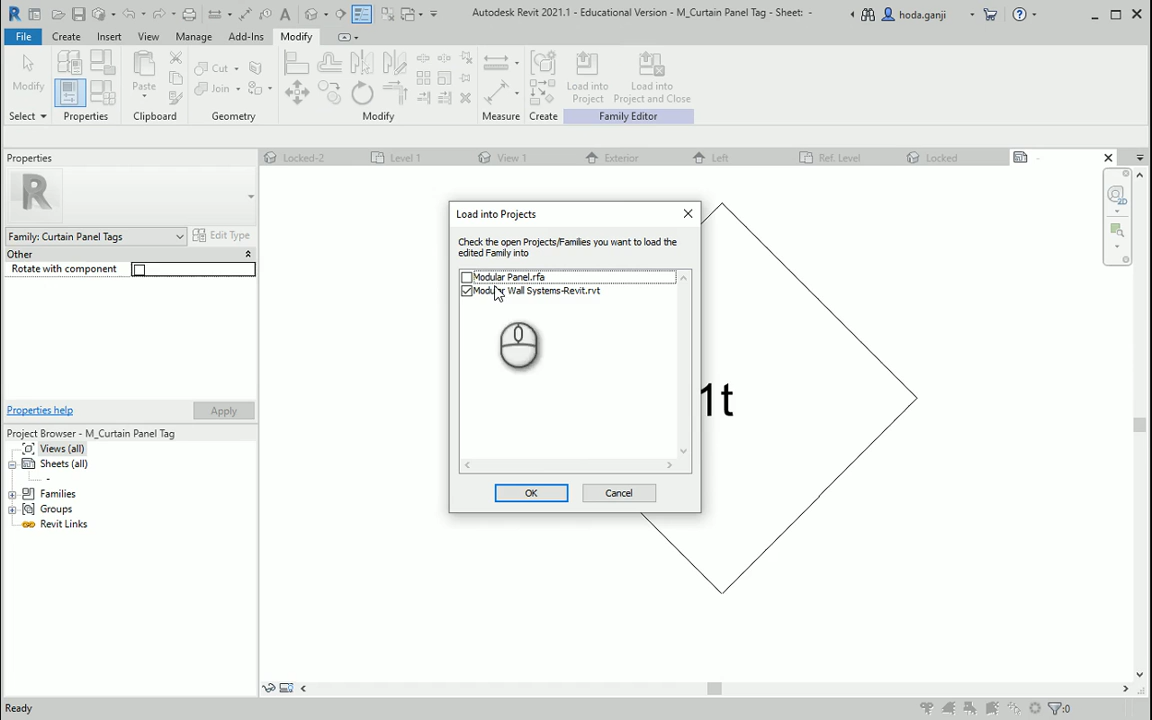 Autodesk Revit 2021.1 - Educational Version - M_Curtain Panel Tag - Sheet: -
hoda.ganji
File Create Insert View Manage Add-Ins Modify
Modify
Paste
Cut
Join
Load into Project
Load into Project and Close
Select Properties Clipboard Geometry Modify Measure Create Family Editor
Properties
Locked-2 Level 1 View 1 Exterior Left Ref. Level Locked -
Family: Curtain Panel Tags
Edit Type
Other
Rotate with component
Properties help
Apply
Project Browser - M_Curtain Panel Tag
Views (all)
Sheets (all)
-
Families
Groups
Revit Links
Load into Projects
Check the open Projects/Families you want to load the
edited Family into
Modular Panel.rfa
Modular Wall Systems-Revit.rvt
OK
Cancel
1t
2D
Ready
:0